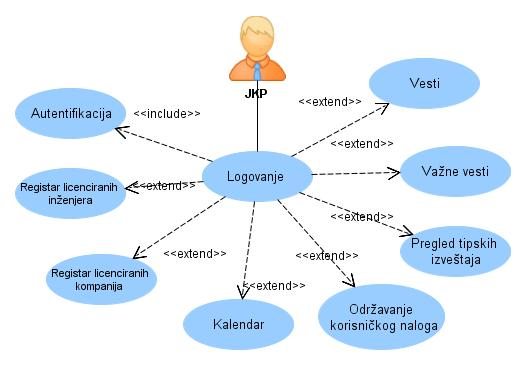 JKP
Vesti
<<extend>>
Autentifikacija
<<include>>
<<extend>>
Važne vesti
Logovanje
Registar licenciranih
inženjera
<<extend>>
<<extend>>
Pregled tipskih
izveštaja
<<extend>>
<<extend>>
Registar licenciranih
kompanija
<<extend>>
Kalendar
Održavanje
korisničkog naloga